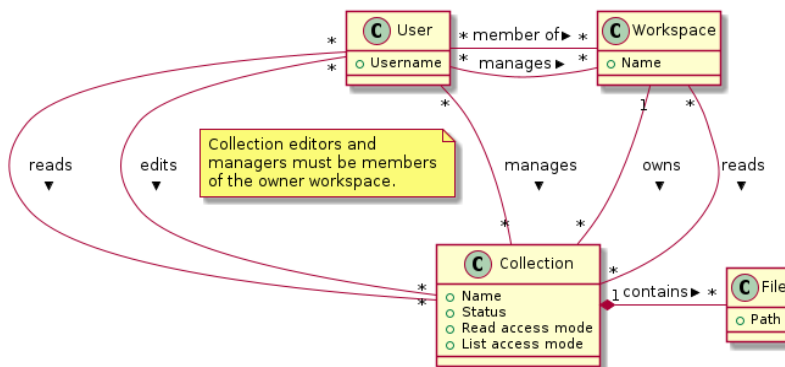 C User
* member of *
C Workspace
* Username
* manages *
Name
*
*
*
1
*
Collection editors and
managers must be members
of the owner workspace.
reads
edits
manages
owns
reads
*
*
*
*
*
C Collection
1 contains *
C File
Name
Status
Read access mode
List access mode
Path